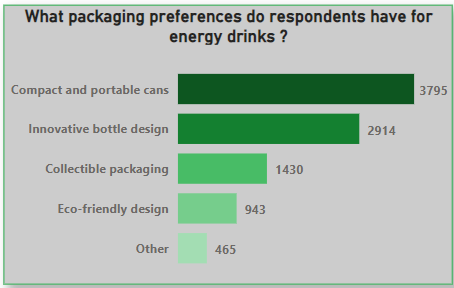 What packaging preferences do respondents have for
energy drinks ?
Compact and portable cans 3795
Innovative bottle design 2914
Collectible packaging 1430
Eco-friendly design 943
Other 465